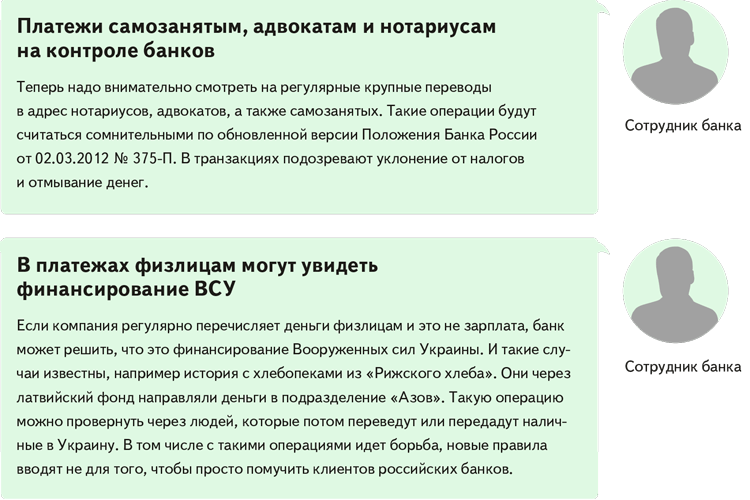 Платежи самозанятым, адвокатам и нотариусам
на контроле банков
Теперь надо внимательно смотреть на регулярные крупные переводы
в адрес нотариусов, адвокатов, а также самозанятых. Такие операции будут
считаться сомнительными по обновленной версии Положения Банка России
от 02.03.2012 № 375-П. В транзакциях подозревают уклонение от налогов
и отмывание денег.
Сотрудник банка
В платежах физлицам могут увидеть
финансирование ВСУ
Если компания регулярно перечисляет деньги физлицам и это не зарплата, банк
может решить, что это финансирование Вооруженных сил Украины. И такие слу-
чаи известны, например история с хлебопеками из «Рижского хлеба». Они через
латвийский фонд направляли деньги в подразделение «Азов». Такую операцию
можно провернуть через людей, которые потом переведут или передадут налич-
ные в Украину. В том числе с такими операциями идет борьба, новые правила
вводят не для того, чтобы просто помучить клиентов российских банков.
Сотрудник банка